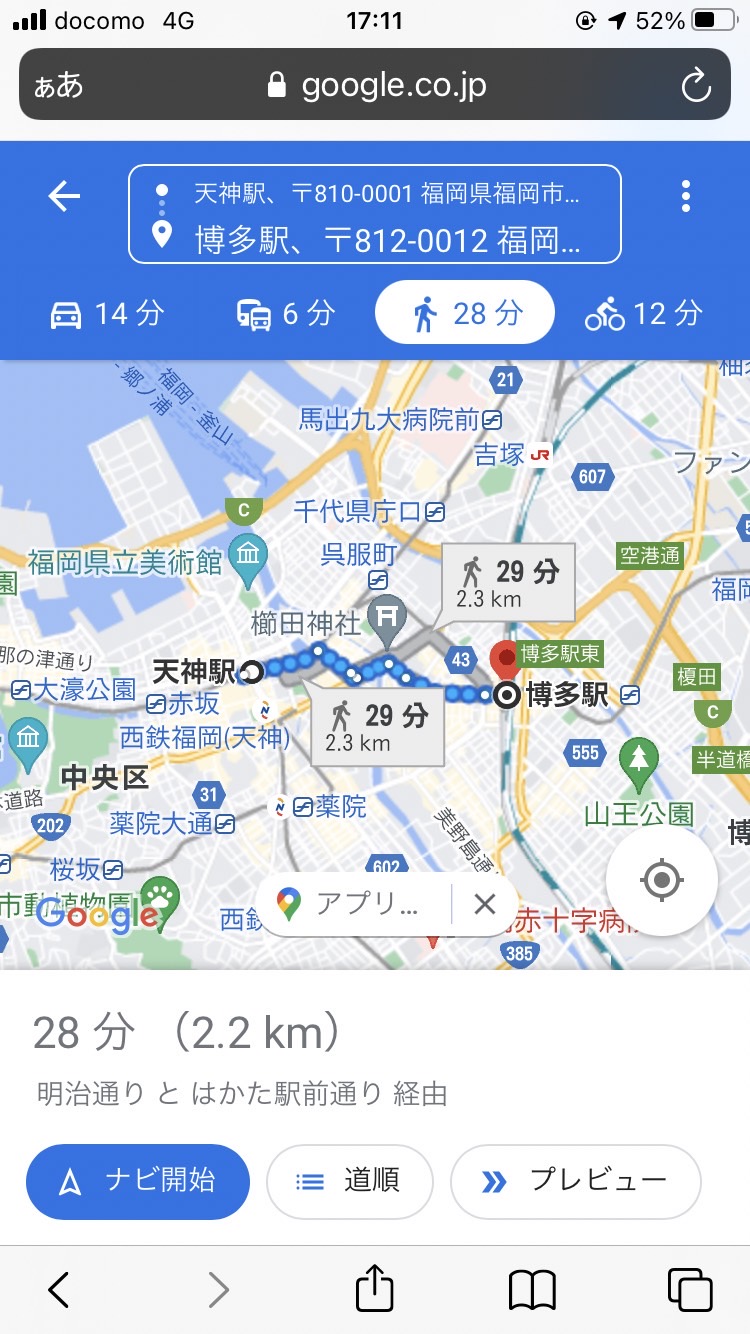 docomo 4G 17:11 52%
ぁあ google.co.jp
天神駅、〒810-0001 福岡県福岡市...
博多駅、〒812-0012 福岡...
14 分 6 分 28 分 12 分
福岡-釜山
郷ノ浦
21
馬出九大病院前
吉塚 JR
607
ファン
C
千代県庁口
呉服町
空港通
福岡県立美術館
園
29 分
2.3 km
櫛田神社
那の津通り
43
博多駅東
天神駅
大濠公園
赤坂
博多駅
榎田
C
29 分
2.3 km
西鉄福岡(天神)
555
半道橋
中央区
31
202
薬院大通
薬院
山王公園
美野島通
博
桜坂
602
市動植物園
Google
西鉄
アプリ...
赤十字病
385
28 分 (2.2 km)
明治通り と はかた駅前通り 経由
ナビ開始 道順 プレビュー